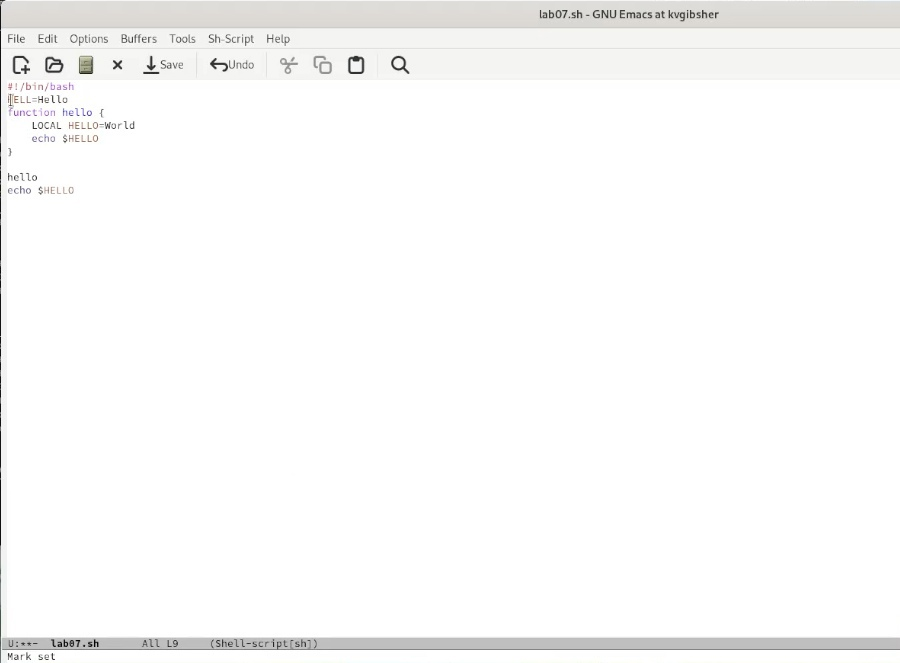 lab07.sh - GNU Emacs at kvgibsher
File Edit Options Buffers Tools Sh-Script Help
Save Undo
#!/bin/bash
HELL=Hello
function hello {
    LOCAL HELLO=World
    echo $HELLO
}
hello
echo $HELLO
U:**- lab07.sh All L9 (Shell-script[sh])
Mark set